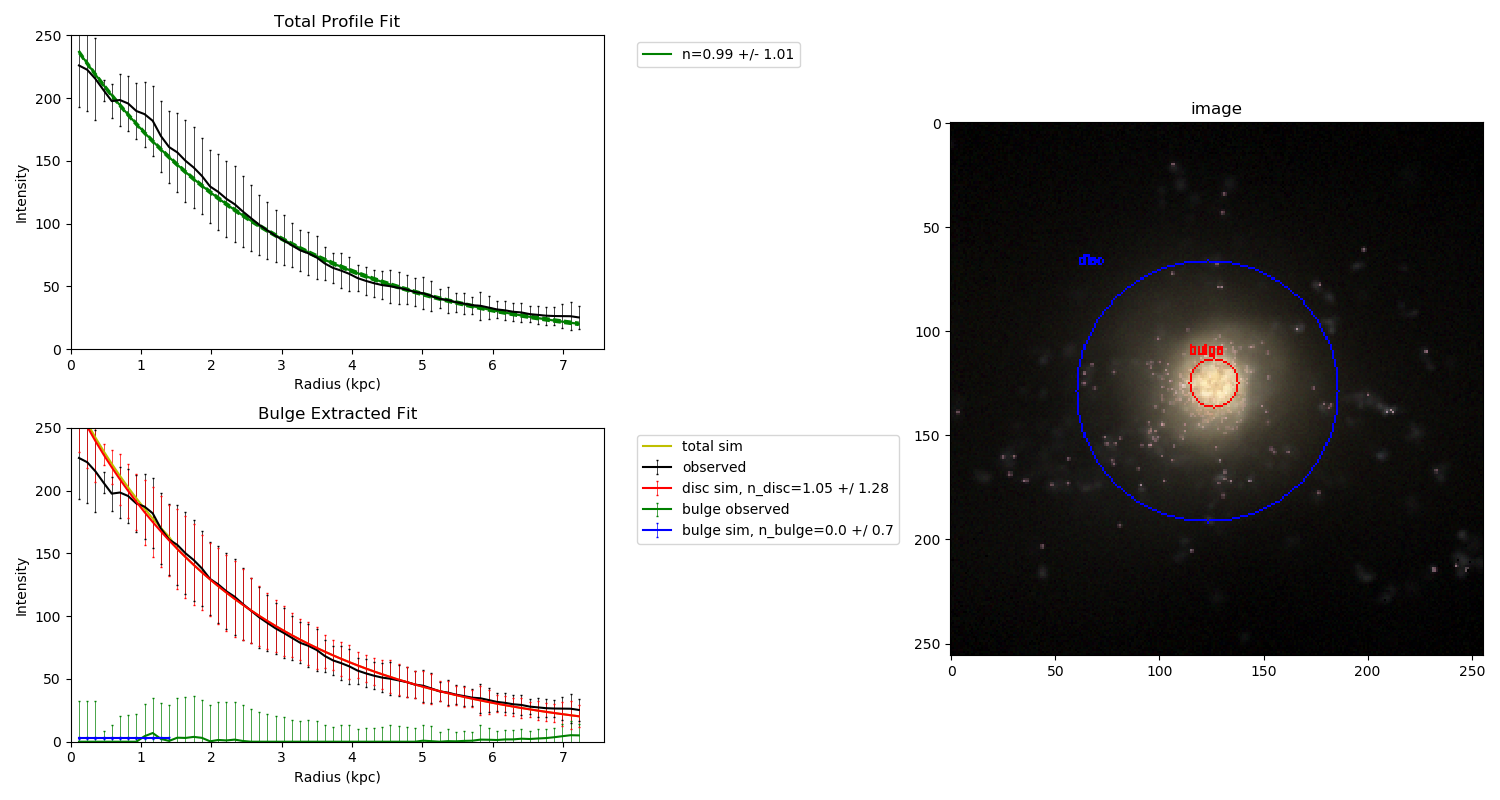 Total Profile Fit
250
200
150
100
50
0
Intensity
0 1 2 3 4 5 6 7
Radius (kpc)
n=0.99 +/- 1.01
Bulge Extracted Fit
250
200
150
100
50
0
Intensity
0 1 2 3 4 5 6 7
Radius (kpc)
total sim
observed
disc sim, n_disc=1.05 +/ 1.28
bulge observed
bulge sim, n_bulge=0.0 +/ 0.7
image
0
50
100
150
200
250
0 50 100 150 200 250
disc
bulge